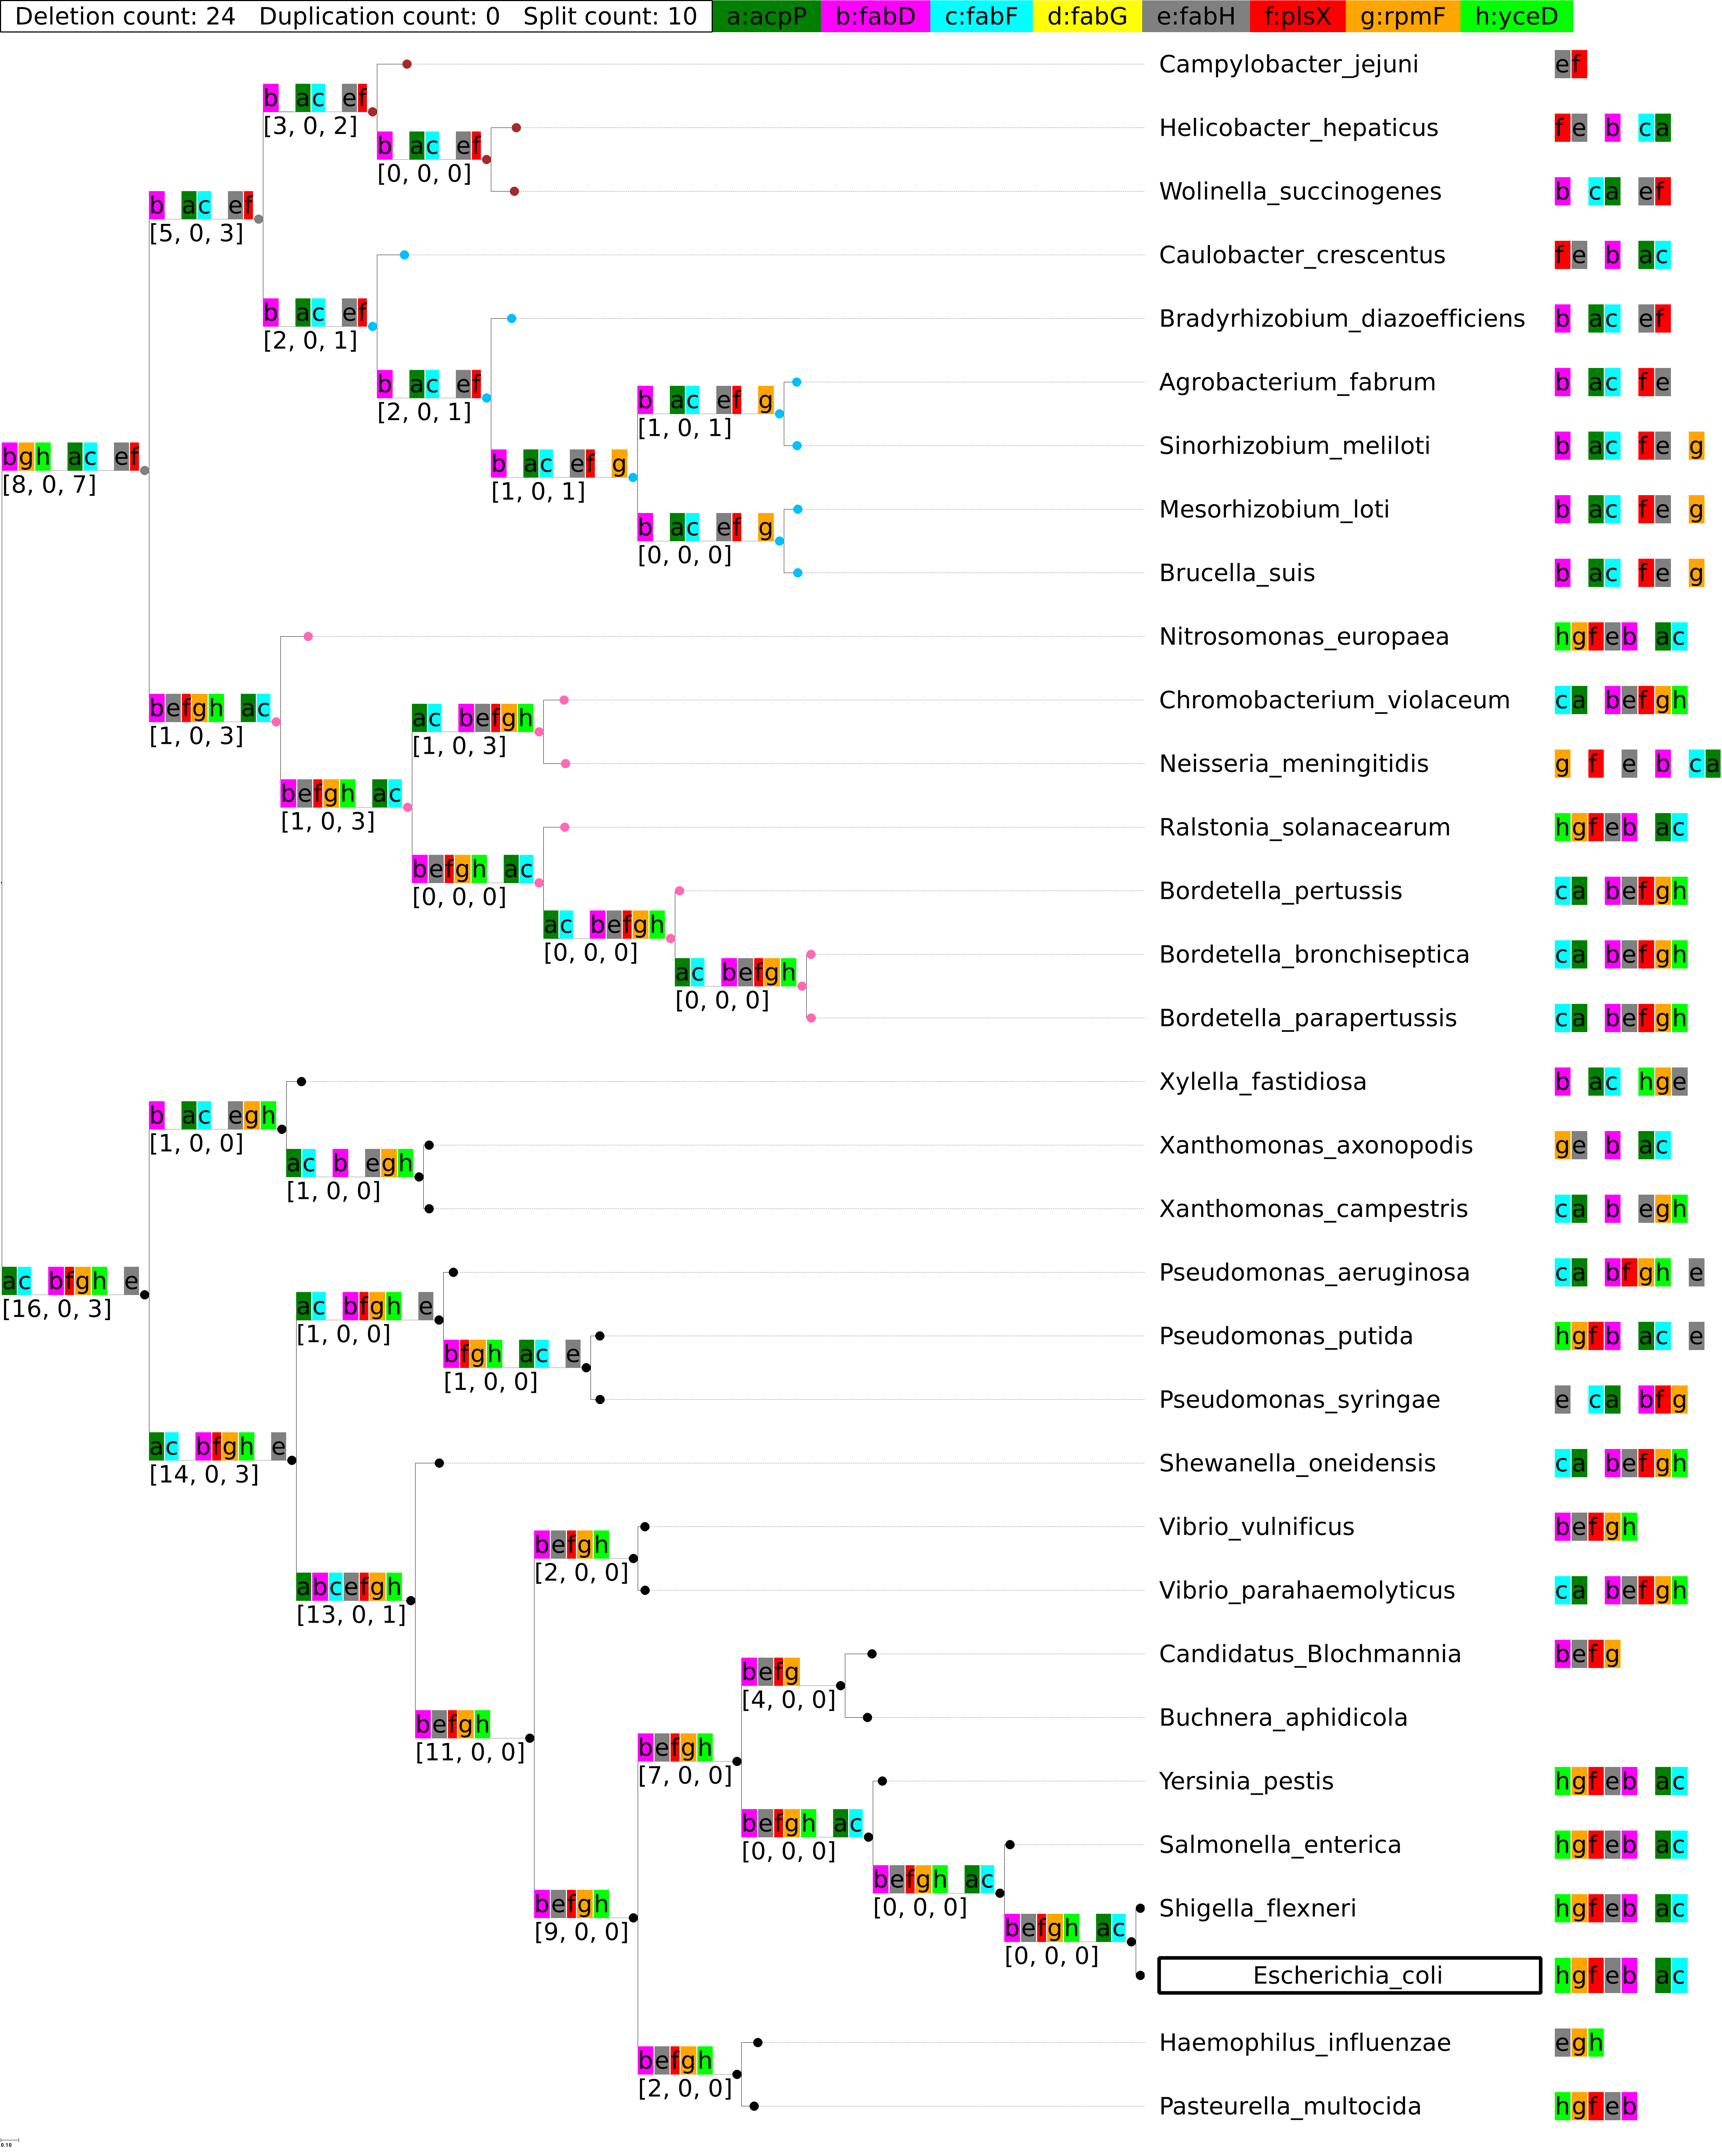 Deletion count: 24 Duplication count: 0 Split count: 10 a:acpP b:fabD c:fabF d:fabG e:fabH f:plsX g:rpmF h:yceD
Campylobacter_jejuni ef
b ac ef
[3, 0, 2]
Helicobacter_hepaticus fe b ca
b ac ef
[0, 0, 0]
Wolinella_succinogenes b ca ef
b ac ef
[5, 0, 3]
Caulobacter_crescentus fe b ac
b ac ef
[2, 0, 1]
Bradyrhizobium_diazoefficiens b ac ef
b ac ef
[2, 0, 1]
Agrobacterium_fabrum b ac fe
b ac ef g
[1, 0, 1]
Sinorhizobium_meliloti b ac fe g
bgh ac ef
[8, 0, 7]
b ac ef g
[1, 0, 1]
Mesorhizobium_loti b ac fe g
b ac ef g
[0, 0, 0]
Brucella_suis b ac fe g
Nitrosomonas_europaea hgfeb ac
Chromobacterium_violaceum ca befgh
befgh ac
[1, 0, 3]
ac befgh
[1, 0, 3]
Neisseria_meningitidis g f e b ca
befgh ac
[1, 0, 3]
Ralstonia_solanacearum hgfeb ac
befgh ac
[0, 0, 0]
Bordetella_pertussis ca befgh
ac befgh
[0, 0, 0]
Bordetella_bronchiseptica ca befgh
ac befgh
[0, 0, 0]
Bordetella_parapertussis ca befgh
Xylella_fastidiosa b ac hge
b ac egh
[1, 0, 0]
Xanthomonas_axonopodis ge b ac
ac b egh
[1, 0, 0]
Xanthomonas_campestris ca b egh
Pseudomonas_aeruginosa ca bfgh e
ac bfgh e
[16, 0, 3]
ac bfgh e
[1, 0, 0]
Pseudomonas_putida hgfb ac e
bfgh ac e
[1, 0, 0]
Pseudomonas_syringae e ca bfg
ac bfgh e
[14, 0, 3]
Shewanella_oneidensis ca befgh
Vibrio_vulnificus befgh
befgh
[2, 0, 0]
Vibrio_parahaemolyticus ca befgh
abcefgh
[13, 0, 1]
Candidatus_Blochmannia befg
befg
[4, 0, 0]
Buchnera_aphidicola
befgh
[11, 0, 0]
befgh
[7, 0, 0]
Yersinia_pestis hgfeb ac
befgh ac
[0, 0, 0]
Salmonella_enterica hgfeb ac
befgh ac
[0, 0, 0]
Shigella_flexneri hgfeb ac
befgh
[9, 0, 0]
befgh ac
[0, 0, 0]
Escherichia_coli hgfeb ac
Haemophilus_influenzae egh
befgh
[2, 0, 0]
Pasteurella_multocida hgfeb
0.10